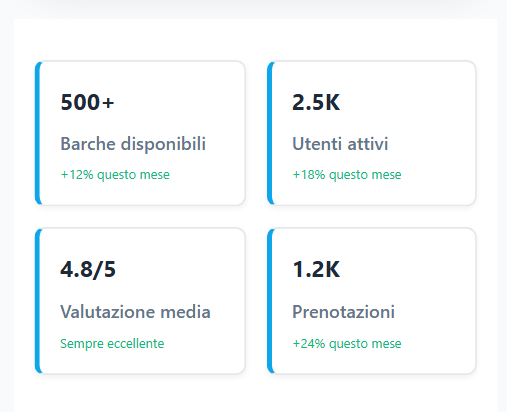 500+
Barche disponibili
+12% questo mese
2.5K
Utenti attivi
+18% questo mese
4.8/5
Valutazione media
Sempre eccellente
1.2K
Prenotazioni
+24% questo mese